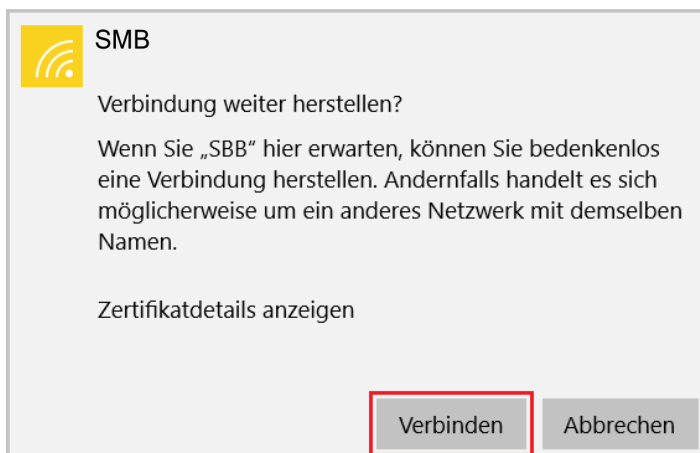 SMB
Verbindung weiter herstellen?
Wenn Sie „SBB“ hier erwarten, können Sie bedenkenlos
eine Verbindung herstellen. Andernfalls handelt es sich
möglicherweise um ein anderes Netzwerk mit demselben
Namen.
Zertifikatdetails anzeigen
Verbinden Abbrechen